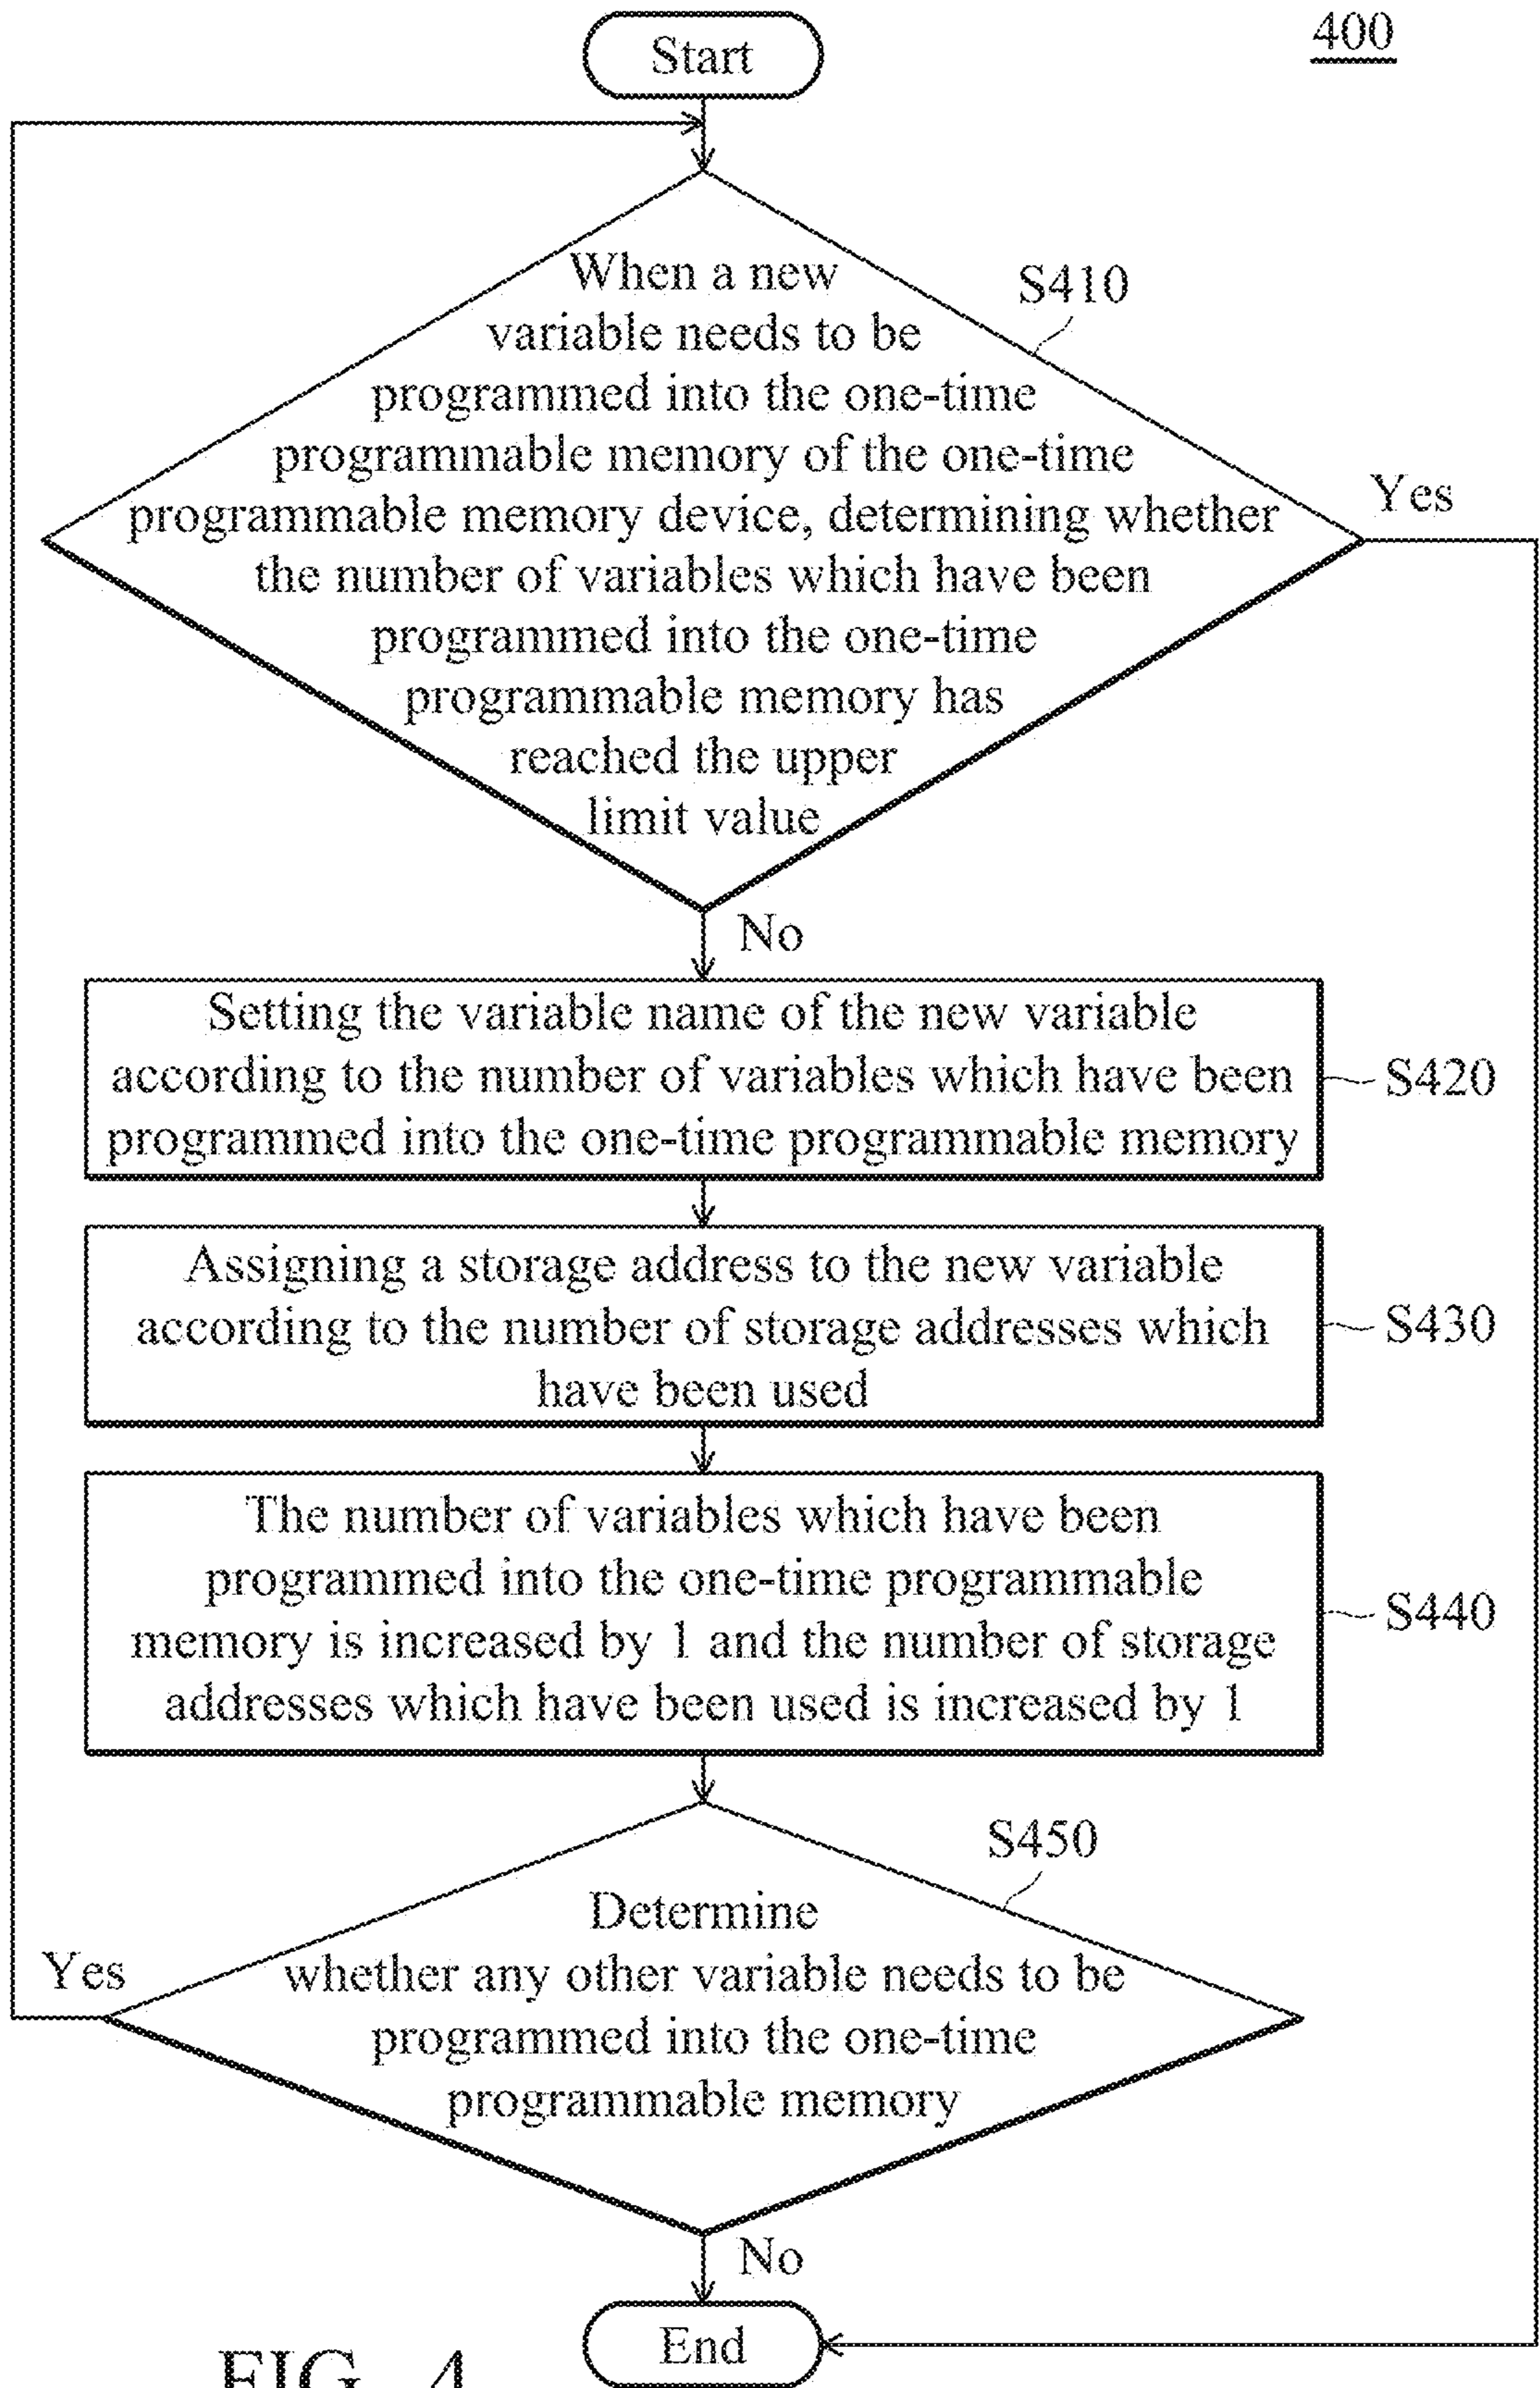 400
Start
When a new
S410
variable needs to be
programmed into the one-time
programmable memory of the one-time
Yes
programmable memory device, determining whether
the number of variables which have been
programmed into the one-time
programmable memory has
reached the upper
limit value
No
Setting the variable name of the new variable
according to the number of variables which have been
programmed into the one-time programmable memory
S420
Assigning a storage address to the new variable
according to the number of storage addresses which
have been used
S430
The number of variables which have been
programmed into the one-time programmable
memory is increased by 1 and the number of storage
addresses which have been used is increased by 1
S440
S450
Determine
whether any other variable needs to be
programmed into the one-time
programmable memory
Yes
No
End
FIG. 4